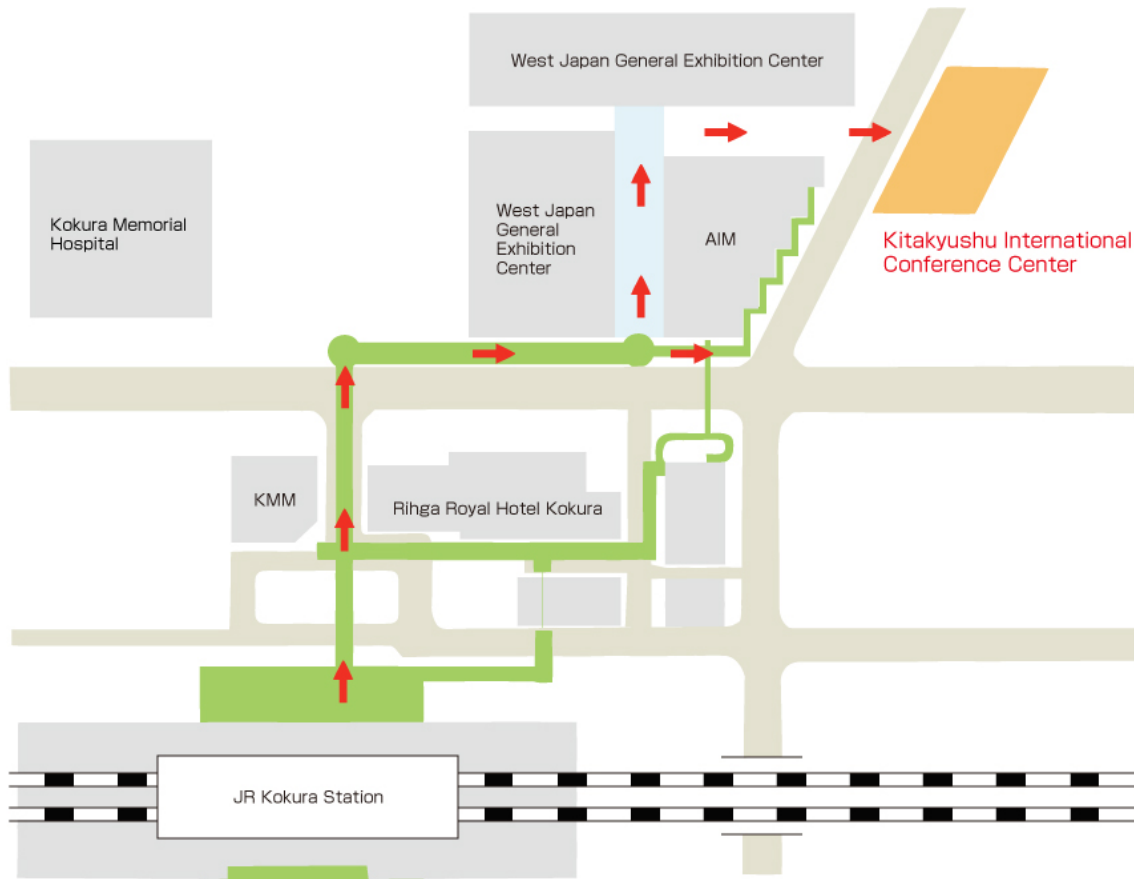 West Japan General Exhibition Center
Kokura Memorial
Hospital
West Japan
General
Exhibition
Center
AIM
Kitakyushu International
Conference Center
KMM
Rihga Royal Hotel Kokura
JR Kokura Station